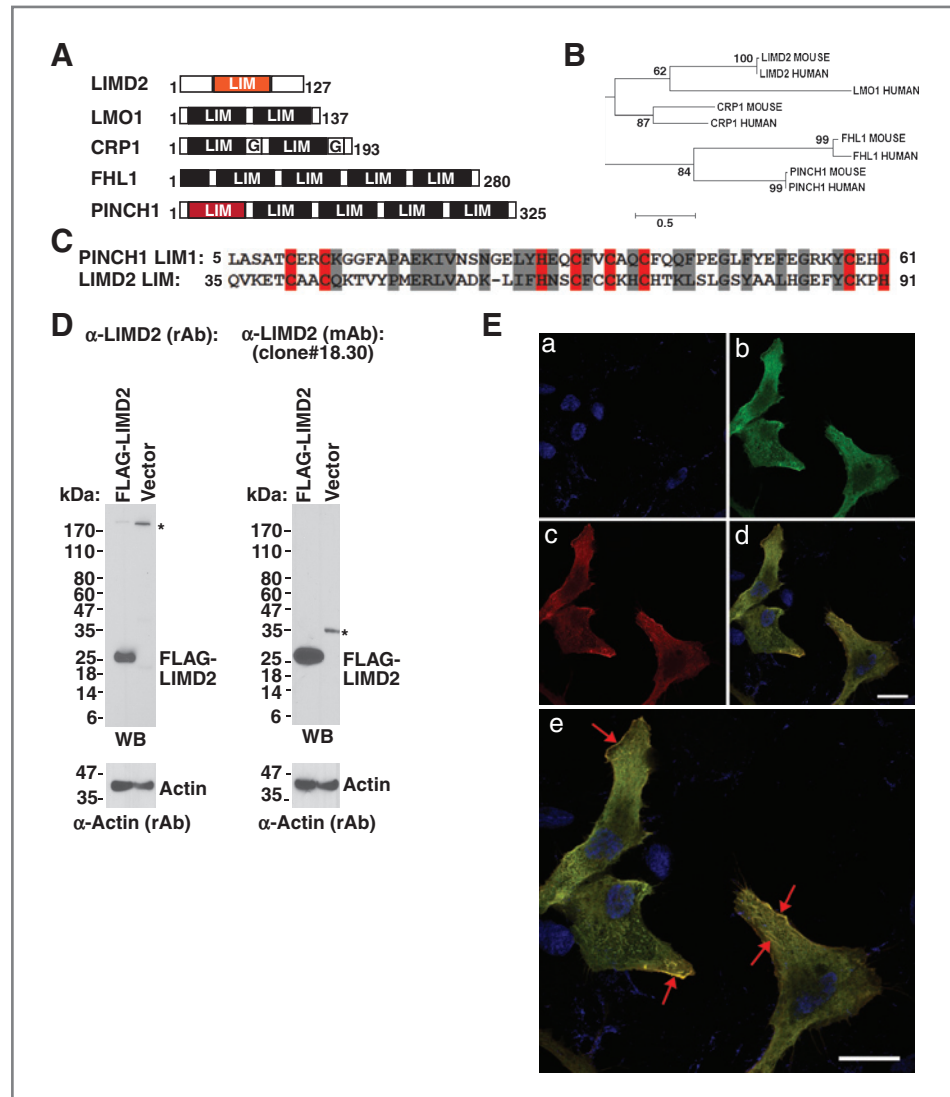 A
LIMD2 1 LIM 127
LMO1 1 LIM LIM 137
CRP1 1 LIM G LIM G 193
FHL1 1 LIM LIM LIM LIM 280
PINCH1 1 LIM LIM LIM LIM LIM 325
B
100 LIMD2 MOUSE
LIMD2 HUMAN
62
LMO1 HUMAN
CRP1 MOUSE
87 CRP1 HUMAN
99 FHL1 MOUSE
FHL1 HUMAN
84
PINCH1 MOUSE
99 PINCH1 HUMAN
0.5
C
PINCH1 LIM1: 5 LASATCERCKGGFAPAEKIVNSNGELYHEQCFVCAQCFQQFPEGLFYEFEGRKYCEHD 61
LIMD2 LIM: 35 QVKETCAACQKTVYPMERLVADK-LIFHNSCFCCKHCHTKLSLGSYAALHGEFYCKPH 91
D
α-LIMD2 (rAb):
FLAG-LIMD2
Vector
kDa:
170
110
80
60
47
35
25
18
14
6
*
FLAG-
LIMD2
WB
47
35
Actin
α-Actin (rAb)
α-LIMD2 (mAb):
(clone#18.30)
FLAG-LIMD2
Vector
kDa:
170
110
80
60
47
35
25
18
14
6
*
FLAG-
LIMD2
WB
47
35
Actin
α-Actin (rAb)
E
a
b
c
d
e